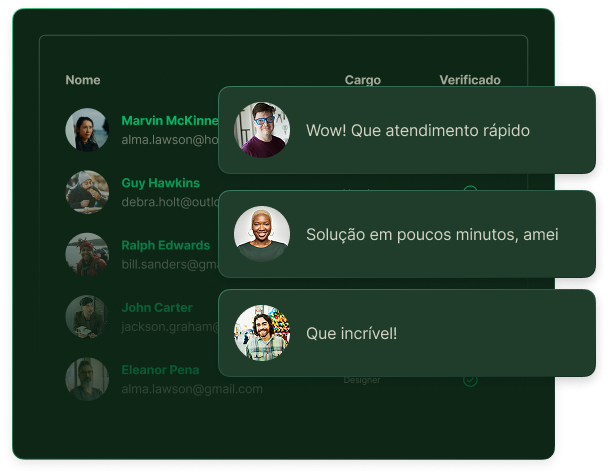 Nome Cargo Verificado
Marvin McKinne
alma.lawson@ho
Wow! Que atendimento rápido
Guy Hawkins
debra.holt@outlo
Ralph Edwards
bill.sanders@gm
Solução em poucos minutos, amei
John Carter
jackson.graham@
Que incrível!
Eleanor Pena
alma.lawson@gmail.com
Designer